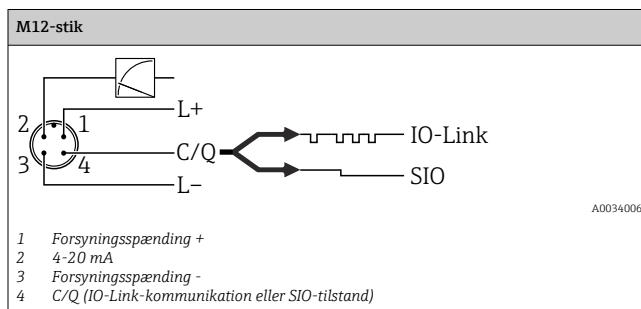 M12-stik
L+
2 1
C/Q
IO-Link
3 4
SIO
L–
A0034006
1 Forsyningsspænding +
2 4-20 mA
3 Forsyningsspænding -
4 C/Q (IO-Link-kommunikation eller SIO-tilstand)